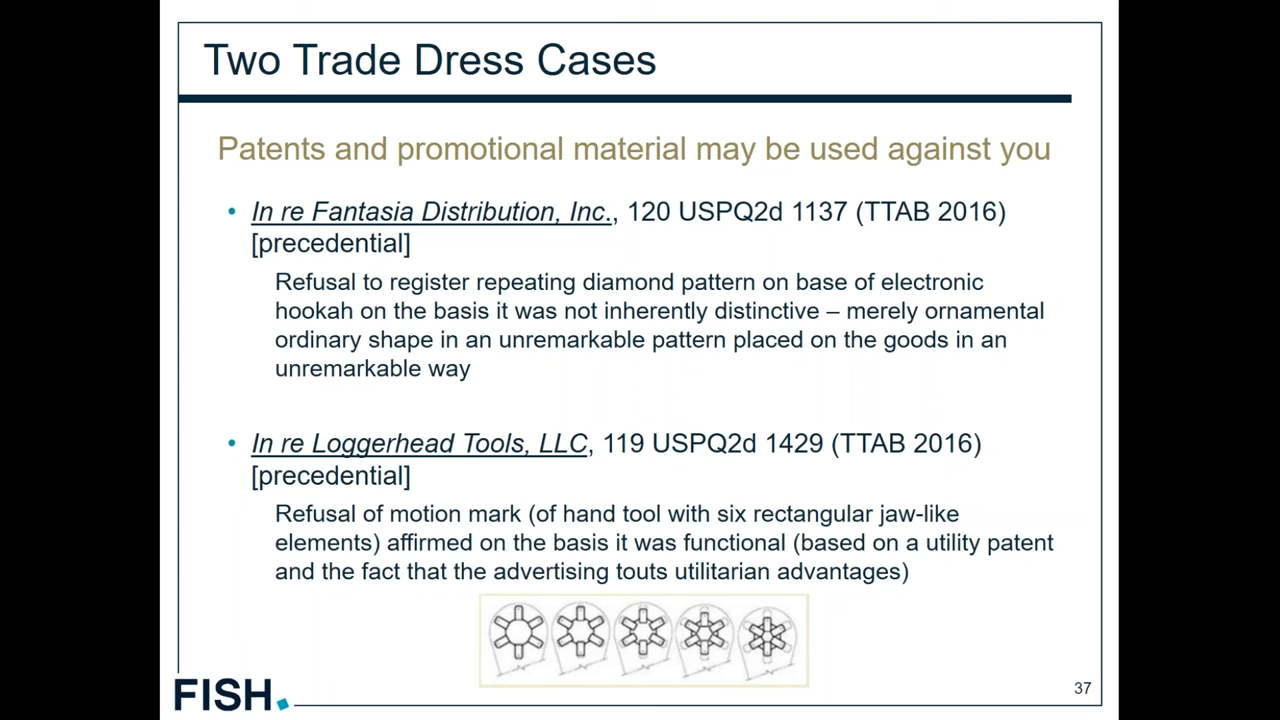 Two Trade Dress Cases
Patents and promotional material may be used against you
• In re Fantasia Distribution, Inc., 120 USPQ2d 1137 (TTAB 2016)
[precedential]
Refusal to register repeating diamond pattern on base of electronic
hookah on the basis it was not inherently distinctive – merely ornamental
ordinary shape in an unremarkable pattern placed on the goods in an
unremarkable way
• In re Loggerhead Tools, LLC, 119 USPQ2d 1429 (TTAB 2016)
[precedential]
Refusal of motion mark (of hand tool with six rectangular jaw-like
elements) affirmed on the basis it was functional (based on a utility patent
and the fact that the advertising touts utilitarian advantages)
FISH.
37